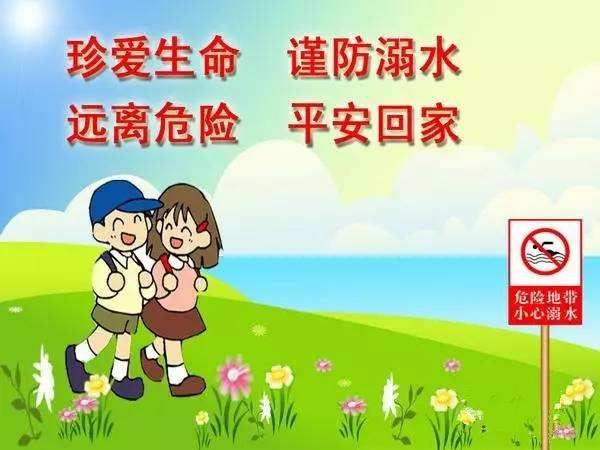 珍爱生命 谨防溺水
远离危险 平安回家
危险地带
小心溺水